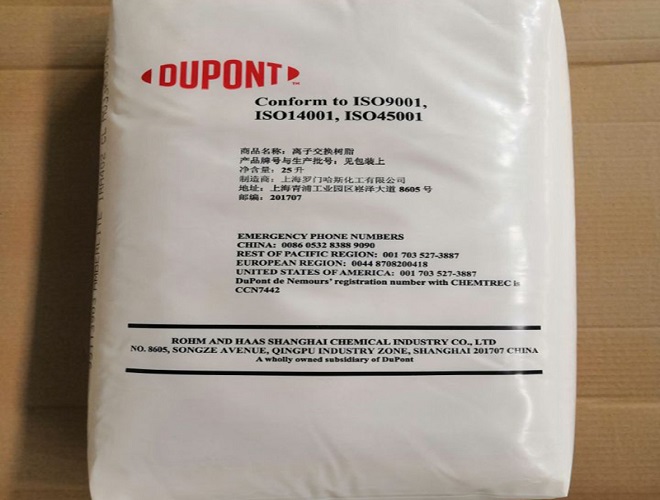 DUPONT™
Conform to ISO9001,
ISO14001, ISO45001
商品名称：离子交换树脂
产品牌号与生产批号：见包装上
净含量：25 升
制造商：上海罗门哈斯化工有限公司
地址：上海青浦工业园区崧泽大道 8605 号
邮编：201707
EMERGENCY PHONE NUMBERS
CHINA: 0086 0532 8388 9090
REST OF PACIFIC REGION: 001 703 527-3887
EUROPEAN REGION: 0044 8708200418
UNITED STATES OF AMERICA: 001 703 527-3887
DuPont de Nemours' registration number with CHEMTREC is
CCN7442
ROHM AND HAAS SHANGHAI CHEMICAL INDUSTRY CO., LTD
NO. 8605, SONGZE AVENUE, QINGPU INDUSTRY ZONE, SHANGHAI 201707 CHINA
A wholly owned subsidiary of DuPont